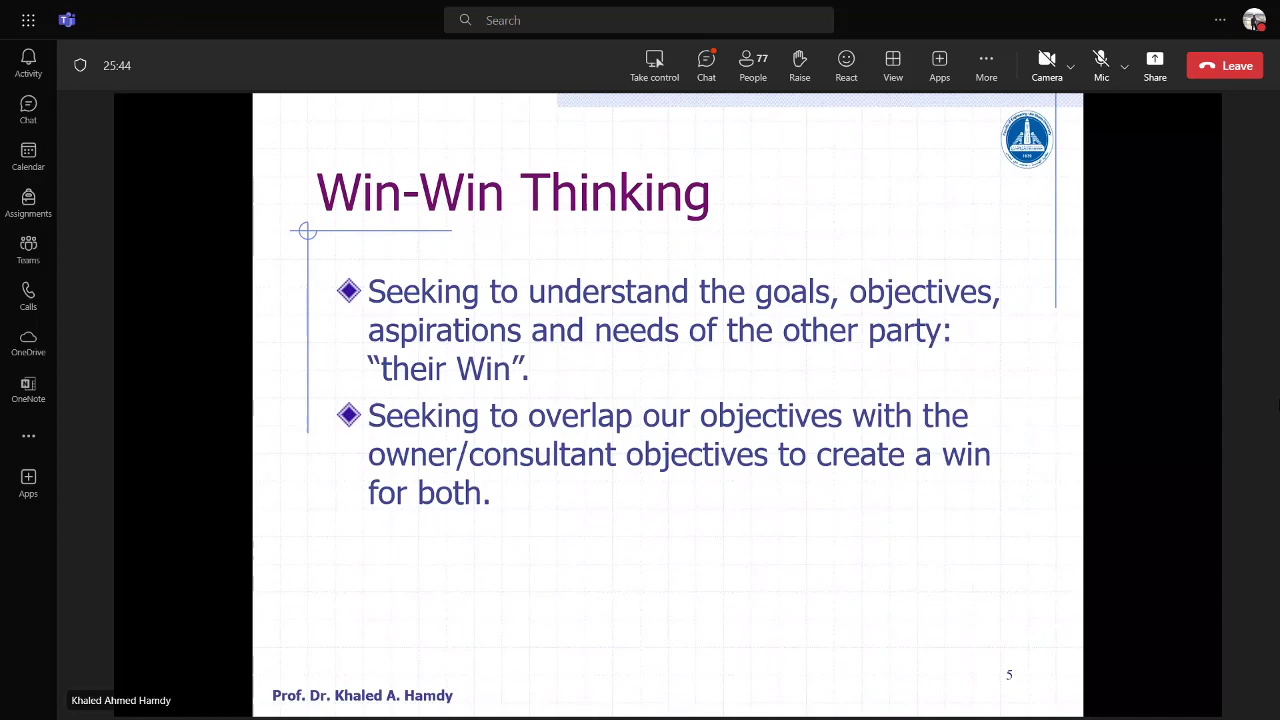 Search
25:44
Take control
Chat
77
People
Raise
React
View
Apps
More
Camera
Mic
Share
Leave
Activity
Chat
Calendar
Assignments
Teams
Calls
OneDrive
OneNote
Apps
Win-Win Thinking
Seeking to understand the goals, objectives,
aspirations and needs of the other party:
“their Win”.
Seeking to overlap our objectives with the
owner/consultant objectives to create a win
for both.
5
Prof. Dr. Khaled A. Hamdy
Khaled Ahmed Hamdy